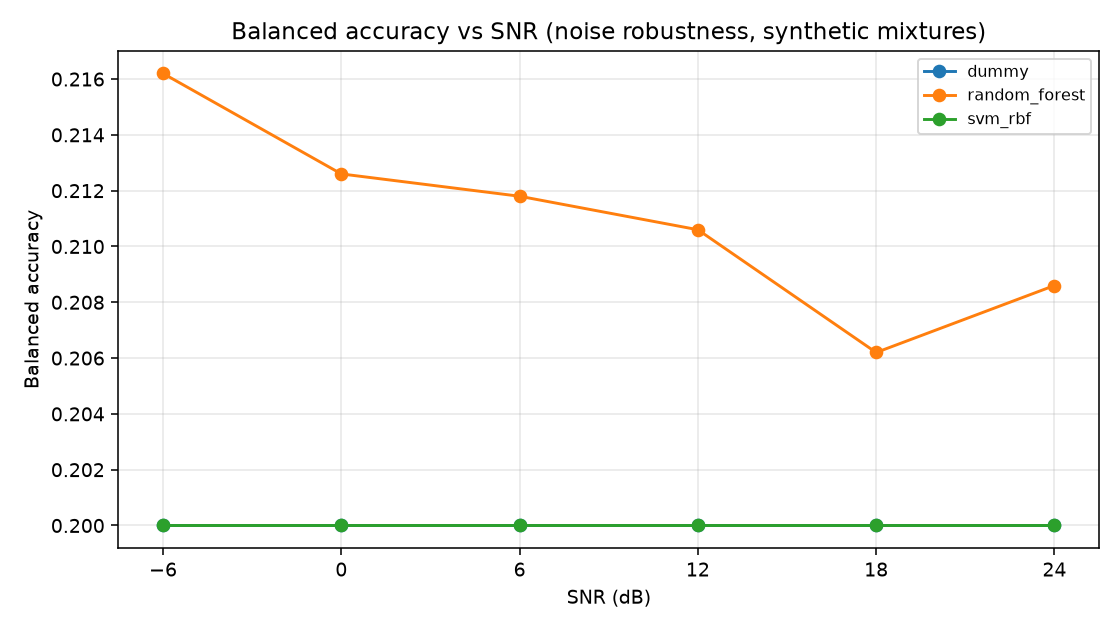 Balanced accuracy vs SNR (noise robustness, synthetic mixtures)
dummy
random_forest
svm_rbf
Balanced accuracy
0.216
0.214
0.212
0.210
0.208
0.206
0.204
0.202
0.200
−6 0 6 12 18 24
SNR (dB)